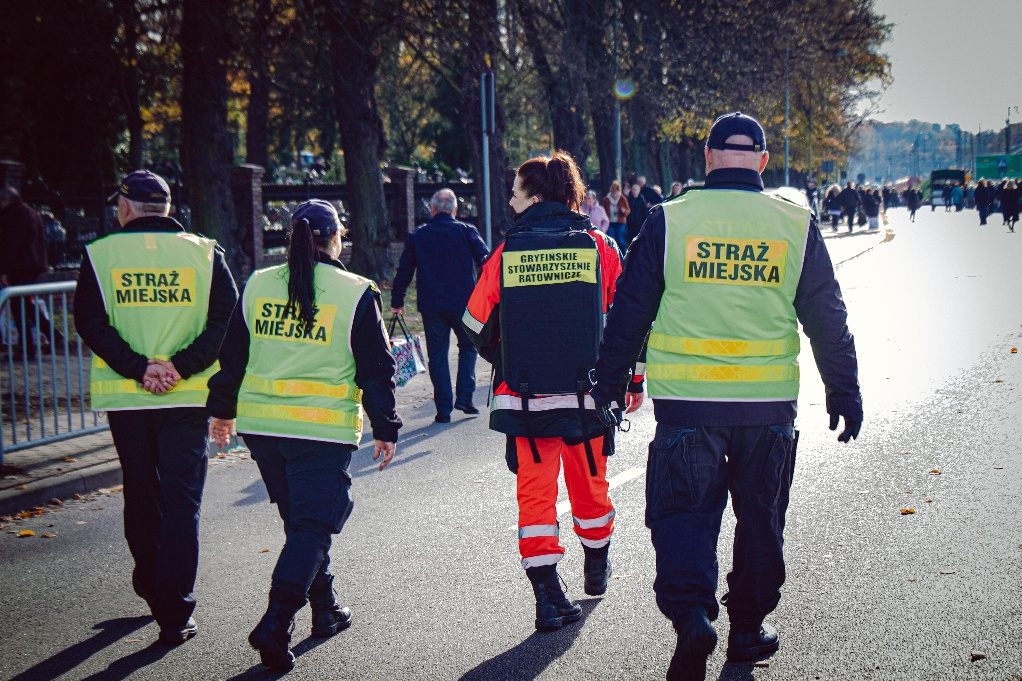 STRAŻ
MIEJSKA
STRAŻ
MIEJSKA
GRYFIŃSKIE
STOWARZYSZENIE
RATOWNICZE
STRAŻ
MIEJSKA